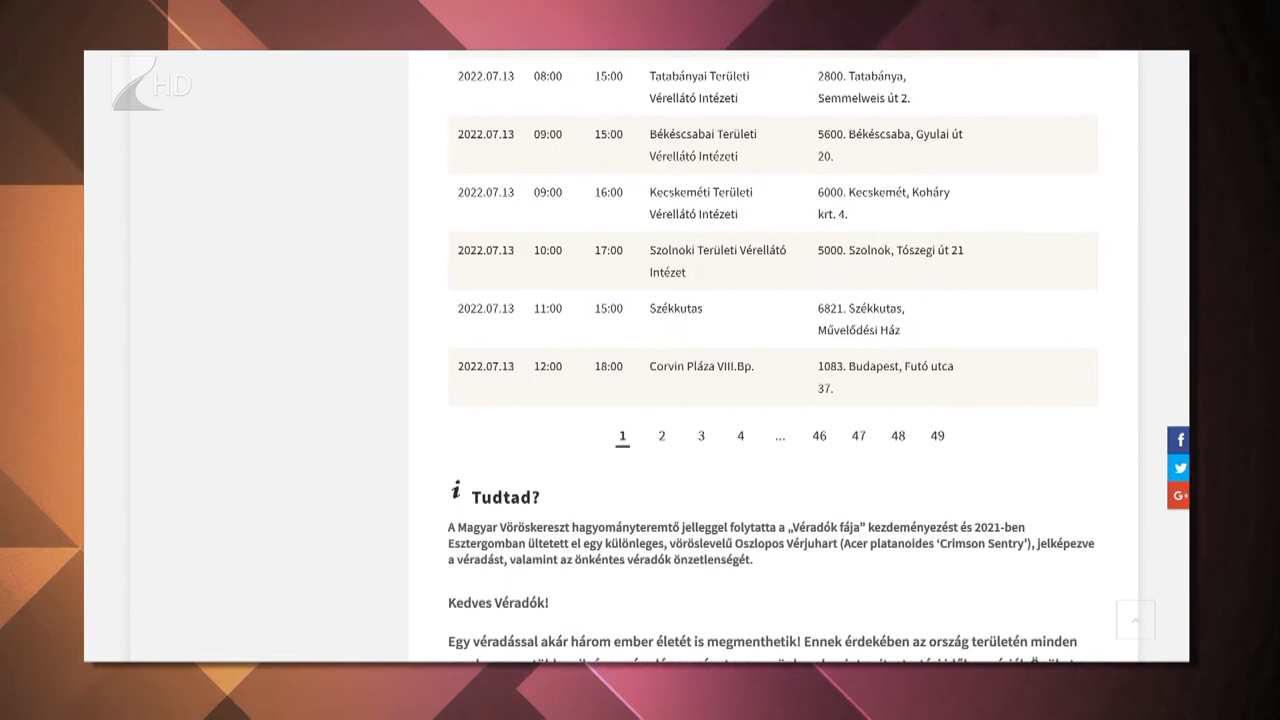 HD
2022.07.13 08:00 15:00 Tatabányai Területi 2800. Tatabánya,
Vérellátó Intézeti Semmelweis út 2.
2022.07.13 09:00 15:00 Békéscsabai Területi 5600. Békéscsaba, Gyulai út
Vérellátó Intézeti 20.
2022.07.13 09:00 16:00 Kecskeméti Területi 6000. Kecskemét, Koháry
Vérellátó Intézeti krt. 4.
2022.07.13 10:00 17:00 Szolnoki Területi Vérellátó 5000. Szolnok, Tószegi út 21
Intézet
2022.07.13 11:00 15:00 Székkutas 6821. Székkutas,
Művelődési Ház
2022.07.13 12:00 18:00 Corvin Pláza VIII.Bp. 1083. Budapest, Futó utca
37.
1 2 3 4 ... 46 47 48 49
f
G+
i Tudtad?
A Magyar Vöröskereszt hagyományteremtő jelleggel folytatta a „Véradók fája” kezdeményezést és 2021-ben
Esztergomban ültetett el egy különleges, vöröslevelű Oszlopos Vérjuhart (Acer platanoides ‘Crimson Sentry’), jelképezve
a véradást, valamint az önkéntes véradók önzetlenségét.
Kedves Véradók!
Egy véradással akár három ember életét is megmenthetik! Ennek érdekében az ország területén minden